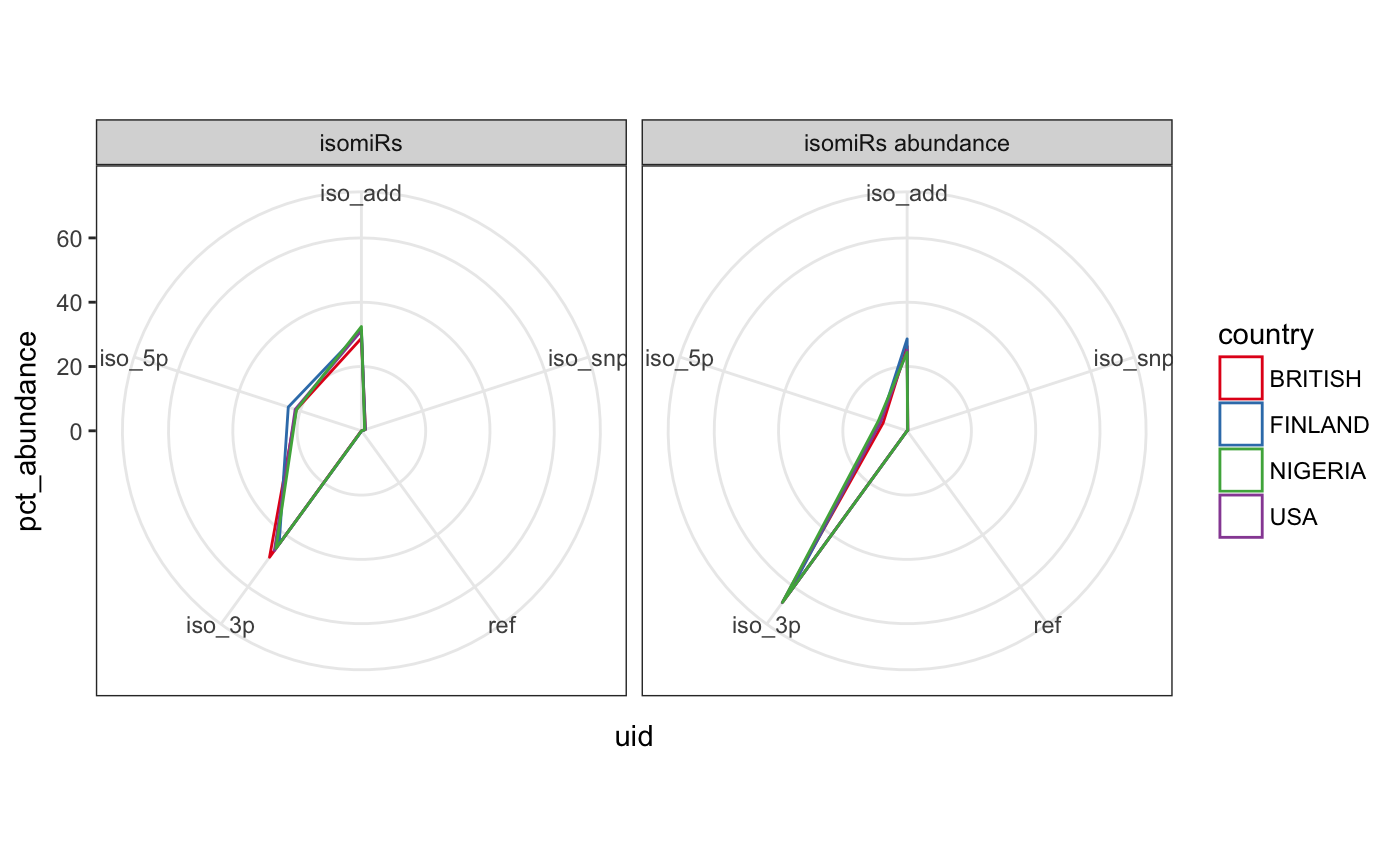 isomiRs
isomiRs abundance
iso_add
iso_snp
ref
iso_3p
iso_5p
iso_add
iso_snp
ref
iso_3p
iso_5p
60
40
20
0
pct_abundance
uid
country
BRITISH
FINLAND
NIGERIA
USA